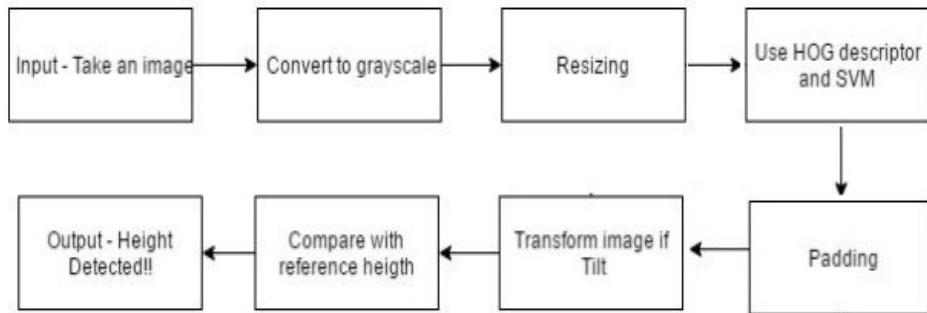 Input - Take an image
Convert to grayscale
Resizing
Use HOG descriptor
and SVM
Padding
Transform image if
Tilt
Compare with
reference heigth
Output - Height
Detected!!